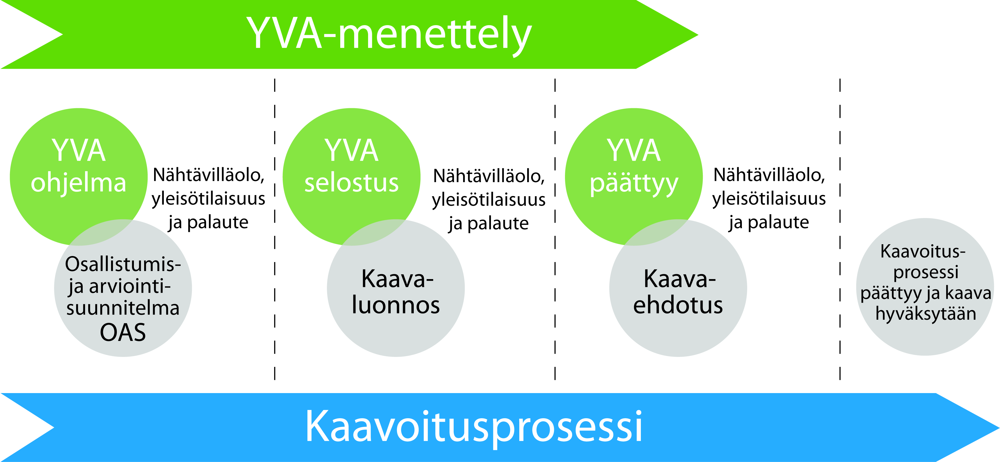 YVA-menettely
YVA
ohjelma
Nähtävilläolo,
yleisötilaisuus
ja palaute
Osallistumis-
ja arviointi-
suunnitelma
OAS
YVA
selostus
Nähtävilläolo,
yleisötilaisuus
ja palaute
Kaava-
luonnos
YVA
päättyy
Nähtävilläolo,
yleisötilaisuus
ja palaute
Kaava-
ehdotus
Kaavoitus-
prosessi
päättyy ja kaava
hyväksytään
Kaavoitusprosessi